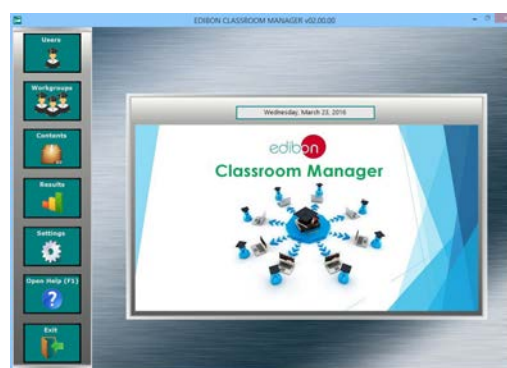 EDIBON CLASSROOM MANAGER v02.00.00
Users
Workgroups
Contents
Results
Settings
Open Help (F1)
?
Exit
Wednesday, March 23, 2016
edibon
Classroom Manager